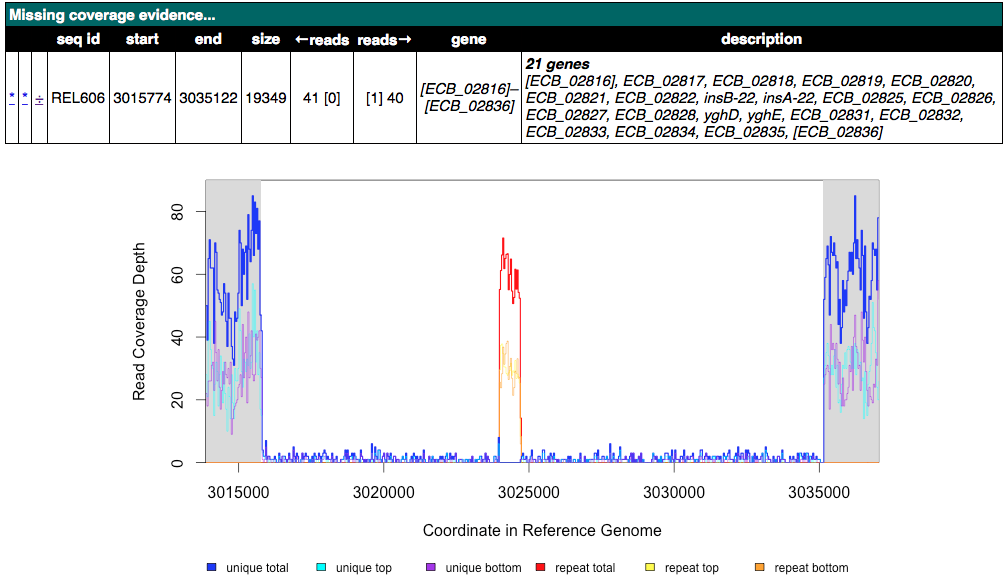 Missing coverage evidence...
seq id start end size ←reads reads→ gene description
* * ÷ REL606 3015774 3035122 19349 41 [0] [1] 40 [ECB_02816]–[ECB_02836]
21 genes
[ECB_02816], ECB_02817, ECB_02818, ECB_02819, ECB_02820,
ECB_02821, ECB_02822, insB-22, insA-22, ECB_02825, ECB_02826,
ECB_02827, ECB_02828, yghD, yghE, ECB_02831, ECB_02832,
ECB_02833, ECB_02834, ECB_02835, [ECB_02836]
Read Coverage Depth
80
60
40
20
0
3015000 3020000 3025000 3030000 3035000
Coordinate in Reference Genome
unique total unique top unique bottom repeat total repeat top repeat bottom